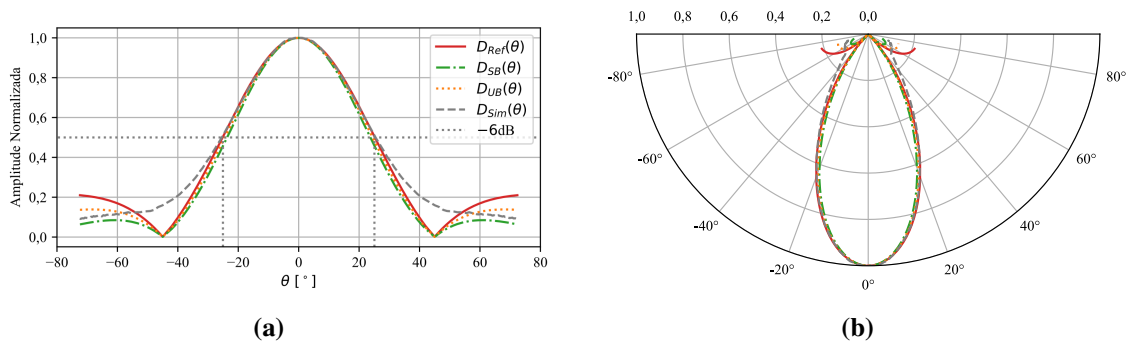 Amplitude Normalizada
1,0
0,8
0,6
0,4
0,2
0,0
−80
−60
−40
−20
0
20
40
60
80
θ [°]
D_Ref(θ)
D_SB(θ)
D_UB(θ)
D_Sim(θ)
−6dB
(a)
1,0 0,8 0,6 0,4 0,2 0,0
-80°
-60°
-40°
-20°
0°
20°
40°
60°
80°
(b)